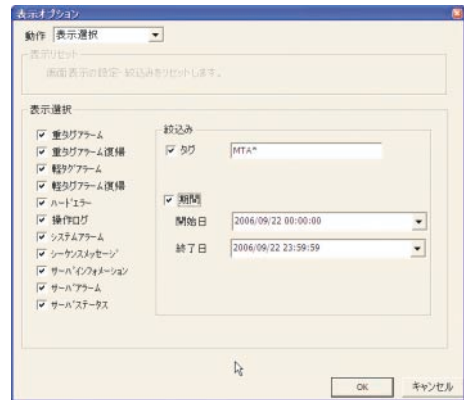 表示オプション
動作 表示選択
表示リセット
画面表示の設定・絞込みをリセットします。
表示選択
重タグアラーム
重タグアラーム復帰
軽タグアラーム
軽タグアラーム復帰
ハードエラー
操作ログ
システムアラーム
シーケンスメッセージ
サーバインフォメーション
サーバアラーム
サーバステータス
絞込み
タグ MTA*
期間
開始日 2006/09/22 00:00:00
終了日 2006/09/22 23:59:59
OK キャンセル